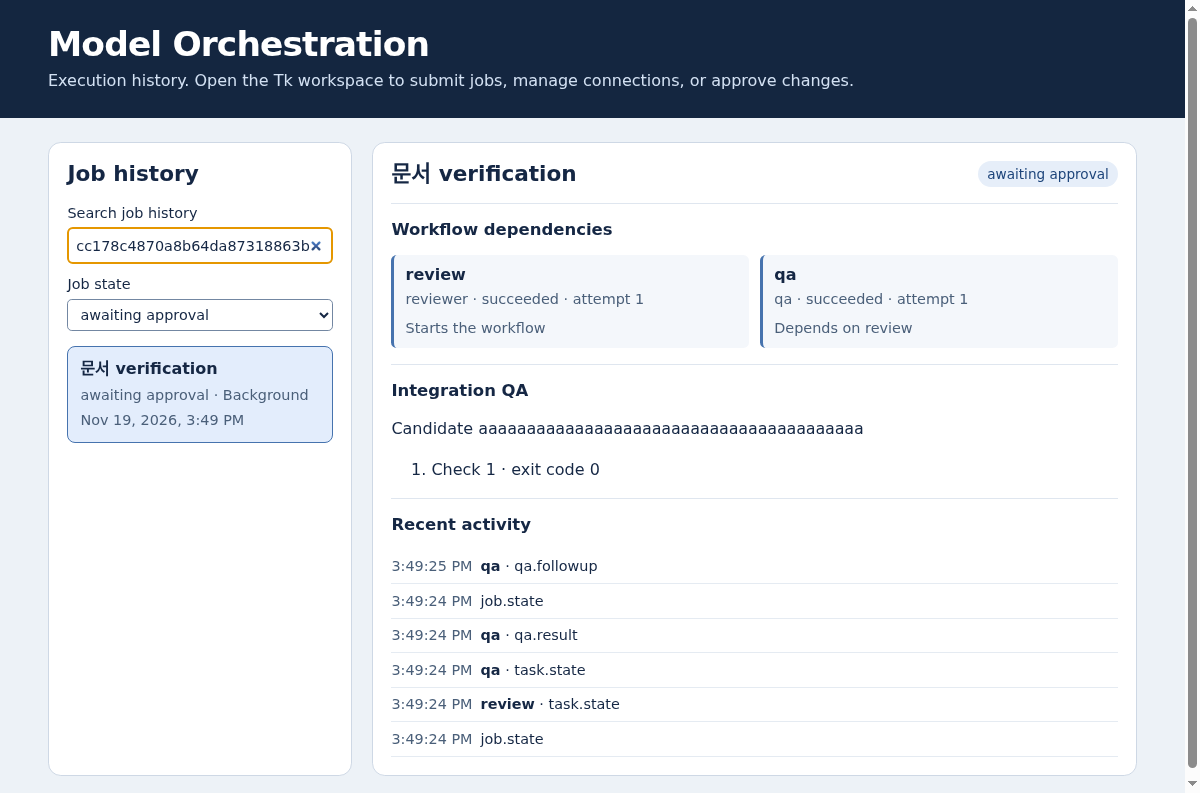 Model Orchestration
Execution history. Open the Tk workspace to submit jobs, manage connections, or approve changes.
Job history
Search job history
cc178c4870a8b64da87318863b
Job state
awaiting approval
문서 verification
awaiting approval · Background
Nov 19, 2026, 3:49 PM
문서 verification
awaiting approval
Workflow dependencies
review
reviewer · succeeded · attempt 1
Starts the workflow
qa
qa · succeeded · attempt 1
Depends on review
Integration QA
Candidate aaaaaaaaaaaaaaaaaaaaaaaaaaaaaaaaaaaaaaaa
1. Check 1 · exit code 0
Recent activity
3:49:25 PM qa · qa.followup
3:49:24 PM job.state
3:49:24 PM qa · qa.result
3:49:24 PM qa · task.state
3:49:24 PM review · task.state
3:49:24 PM job.state